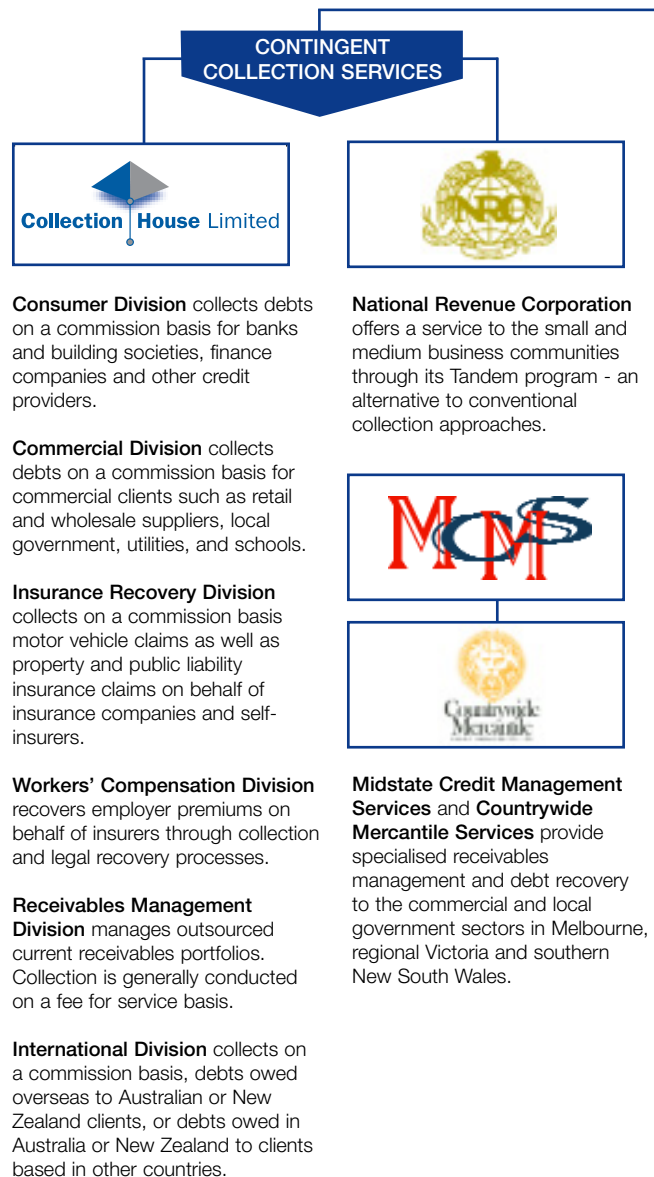 CONTINGENT
COLLECTION SERVICES
Collection House Limited
Consumer Division collects debts
on a commission basis for banks
and building societies, finance
companies and other credit
providers.
Commercial Division collects
debts on a commission basis for
commercial clients such as retail
and wholesale suppliers, local
government, utilities, and schools.
Insurance Recovery Division
collects on a commission basis
motor vehicle claims as well as
property and public liability
insurance claims on behalf of
insurance companies and self-
insurers.
Workers' Compensation Division
recovers employer premiums on
behalf of insurers through collection
and legal recovery processes.
Receivables Management
Division manages outsourced
current receivables portfolios.
Collection is generally conducted
on a fee for service basis.
International Division collects on
a commission basis, debts owed
overseas to Australian or New
Zealand clients, or debts owed in
Australia or New Zealand to clients
based in other countries.
NRC
National Revenue Corporation
offers a service to the small and
medium business communities
through its Tandem program - an
alternative to conventional
collection approaches.
MCMS
Countrywide
Mercantile
Midstate Credit Management
Services and Countrywide
Mercantile Services provide
specialised receivables
management and debt recovery
to the commercial and local
government sectors in Melbourne,
regional Victoria and southern
New South Wales.